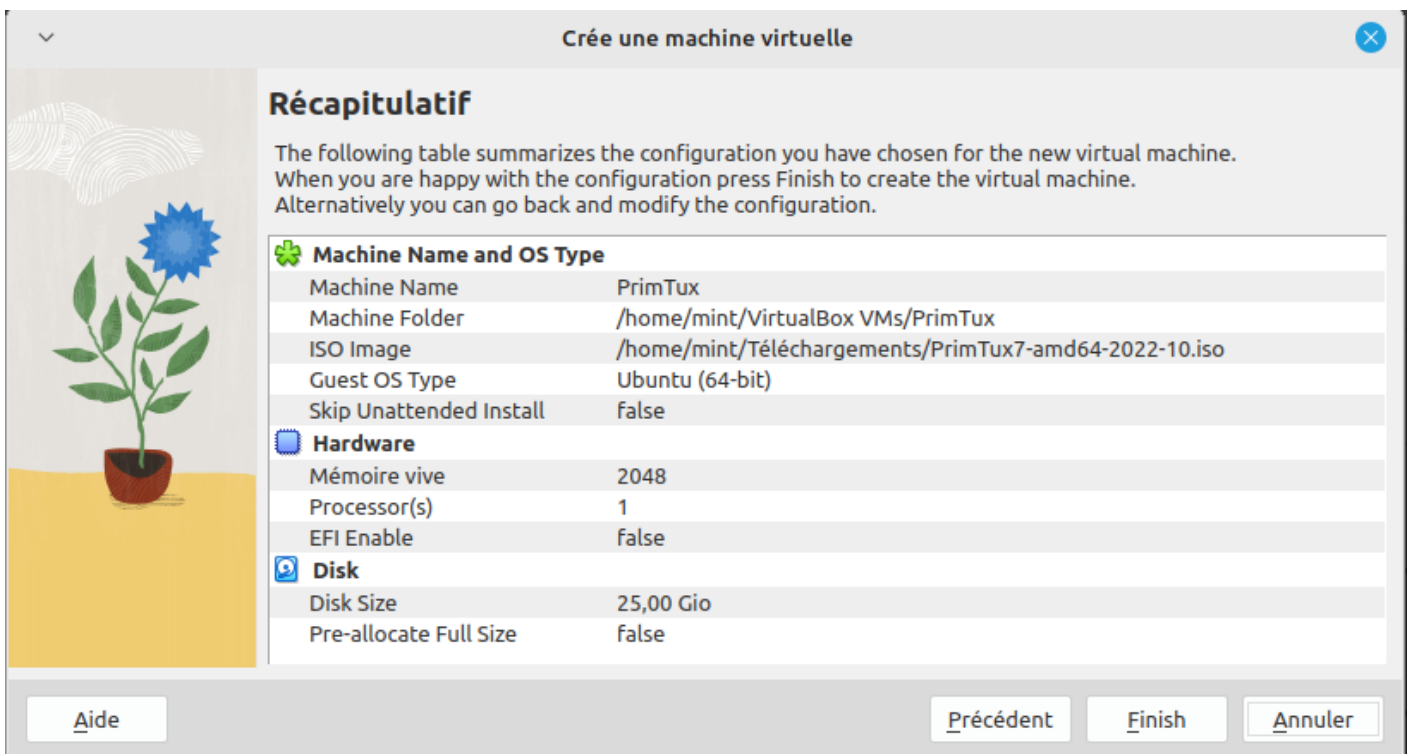 Crée une machine virtuelle
Récapitulatif
The following table summarizes the configuration you have chosen for the new virtual machine.
When you are happy with the configuration press Finish to create the virtual machine.
Alternatively you can go back and modify the configuration.
Machine Name and OS Type
Machine Name PrimTux
Machine Folder /home/mint/VirtualBox VMs/PrimTux
ISO Image /home/mint/Téléchargements/PrimTux7-amd64-2022-10.iso
Guest OS Type Ubuntu (64-bit)
Skip Unattended Install false
Hardware
Mémoire vive 2048
Processor(s) 1
EFI Enable false
Disk
Disk Size 25,00 Gio
Pre-allocate Full Size false
Aide Précédent Finish Annuler